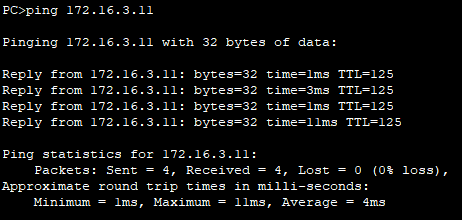 PC>ping 172.16.3.11
Pinging 172.16.3.11 with 32 bytes of data:
Reply from 172.16.3.11: bytes=32 time=1ms TTL=125
Reply from 172.16.3.11: bytes=32 time=3ms TTL=125
Reply from 172.16.3.11: bytes=32 time=1ms TTL=125
Reply from 172.16.3.11: bytes=32 time=11ms TTL=125
Ping statistics for 172.16.3.11:
Packets: Sent = 4, Received = 4, Lost = 0 (0% loss),
Approximate round trip times in milli-seconds:
Minimum = 1ms, Maximum = 11ms, Average = 4ms